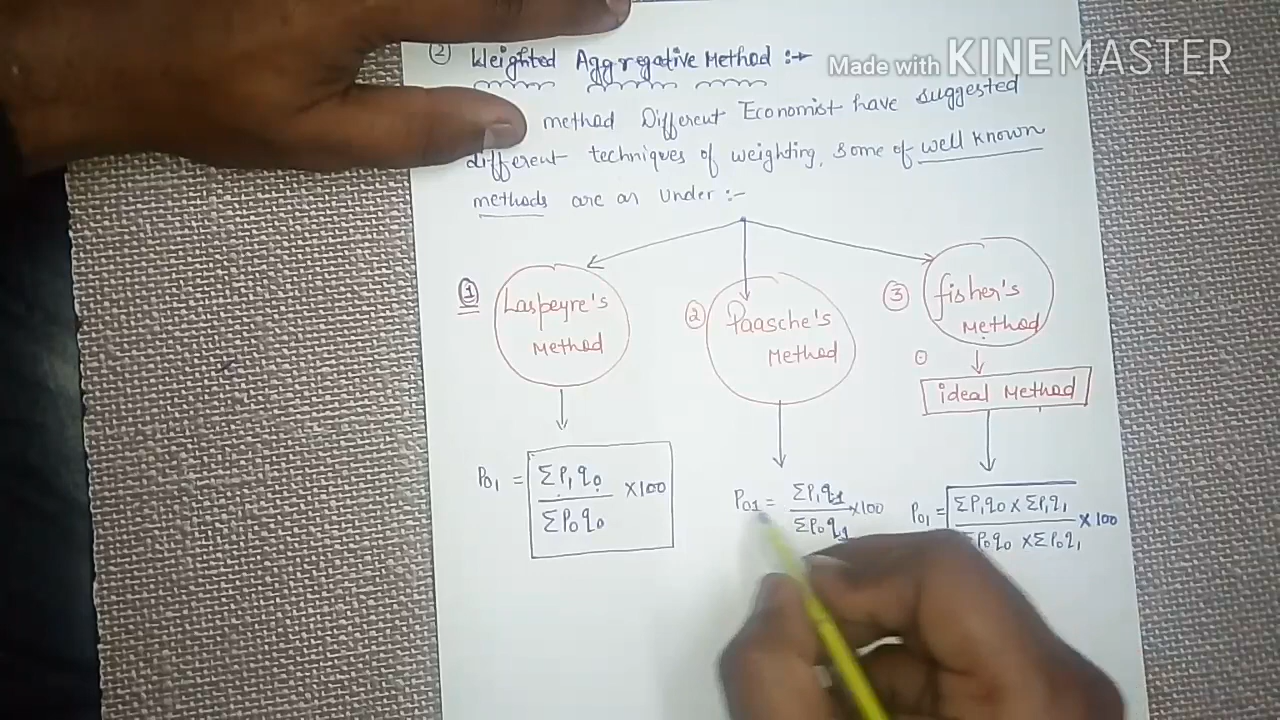 ② Weighted Aggregative Method :→
Made with KINEMASTER
method Different Economist have suggested
different techniques of weighting, Some of well known
methods are an under :-
① Laspeyre's
Method
② Paasche's
Method
③ fisher's
Method
ideal Method
P01 = ΣP1q0 / ΣP0q0 ×100
P01 = ΣP1q1 / ΣP0q1 ×100
P01 = √(ΣP1q0 × ΣP1q1 / ΣP0q0 × ΣP0q1) ×100